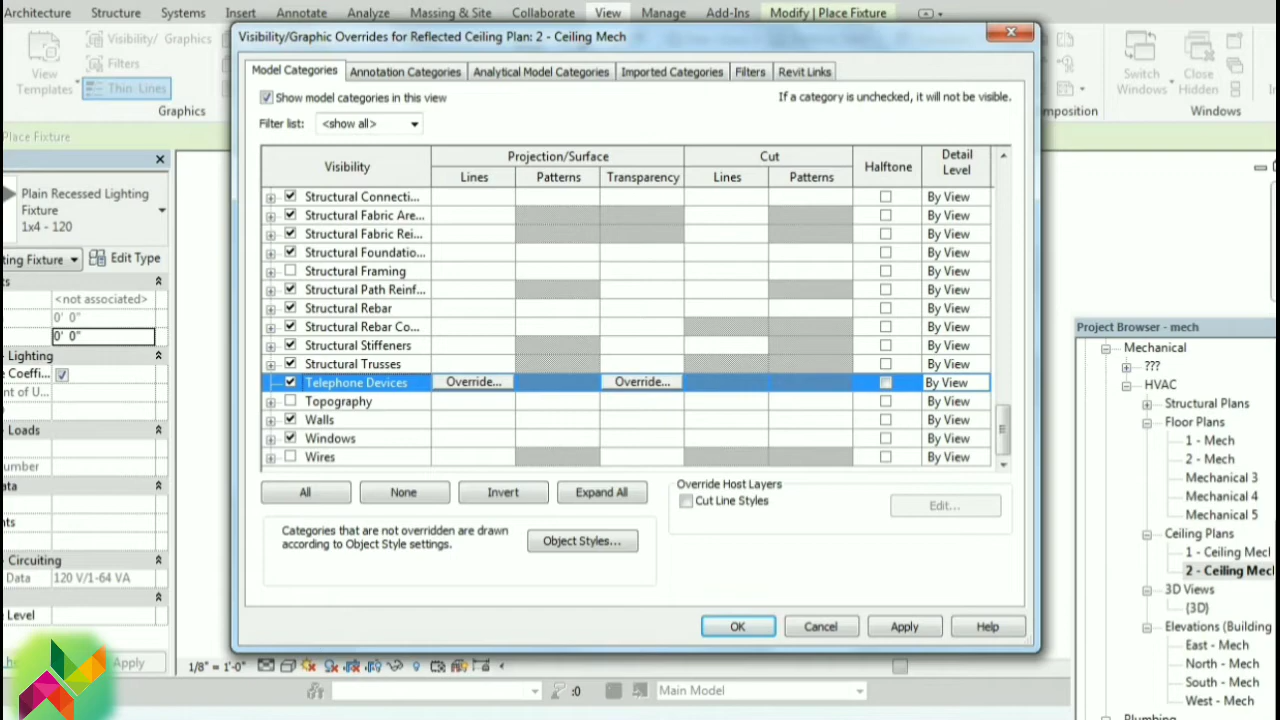 Architecture Structure Systems Insert Annotate Analyze Massing & Site Collaborate View Manage Add-Ins Modify | Place Fixture
Visibility/ Graphics
Filters
Thin Lines
View
Templates
Graphics
Switch
Windows
Close
Hidden
Windows
Place Fixture
Plain Recessed Lighting
Fixture
1x4 - 120
ting Fixture
Edit Type
<not associated>
0' 0"
0' 0"
Lighting
Coeffi...
nt of U...
Loads
umber
Circuiting
Data 120 V/1-64 VA
Level
Apply
Visibility/Graphic Overrides for Reflected Ceiling Plan: 2 - Ceiling Mech
Model Categories Annotation Categories Analytical Model Categories Imported Categories Filters Revit Links
Show model categories in this view
If a category is unchecked, it will not be visible.
Filter list: <show all>
Visibility Projection/Surface Cut Halftone Detail Level
Lines Patterns Transparency Lines Patterns
Structural Connecti... By View
Structural Fabric Are... By View
Structural Fabric Rei... By View
Structural Foundatio... By View
Structural Framing By View
Structural Path Reinf... By View
Structural Rebar By View
Structural Rebar Co... By View
Structural Stiffeners By View
Structural Trusses By View
Telephone Devices Override... Override... By View
Topography By View
Walls By View
Windows By View
Wires By View
All None Invert Expand All
Override Host Layers
Cut Line Styles Edit...
Categories that are not overridden are drawn
according to Object Style settings.
Object Styles...
OK Cancel Apply Help
Project Browser - mech
Mechanical
???
HVAC
Structural Plans
Floor Plans
1 - Mech
2 - Mech
Mechanical 3
Mechanical 4
Mechanical 5
Ceiling Plans
1 - Ceiling Mecl
2 - Ceiling Mec
3D Views
{3D}
Elevations (Building
East - Mech
North - Mech
South - Mech
West - Mech
Plumbing
1/8" = 1'-0"
:0
Main Model